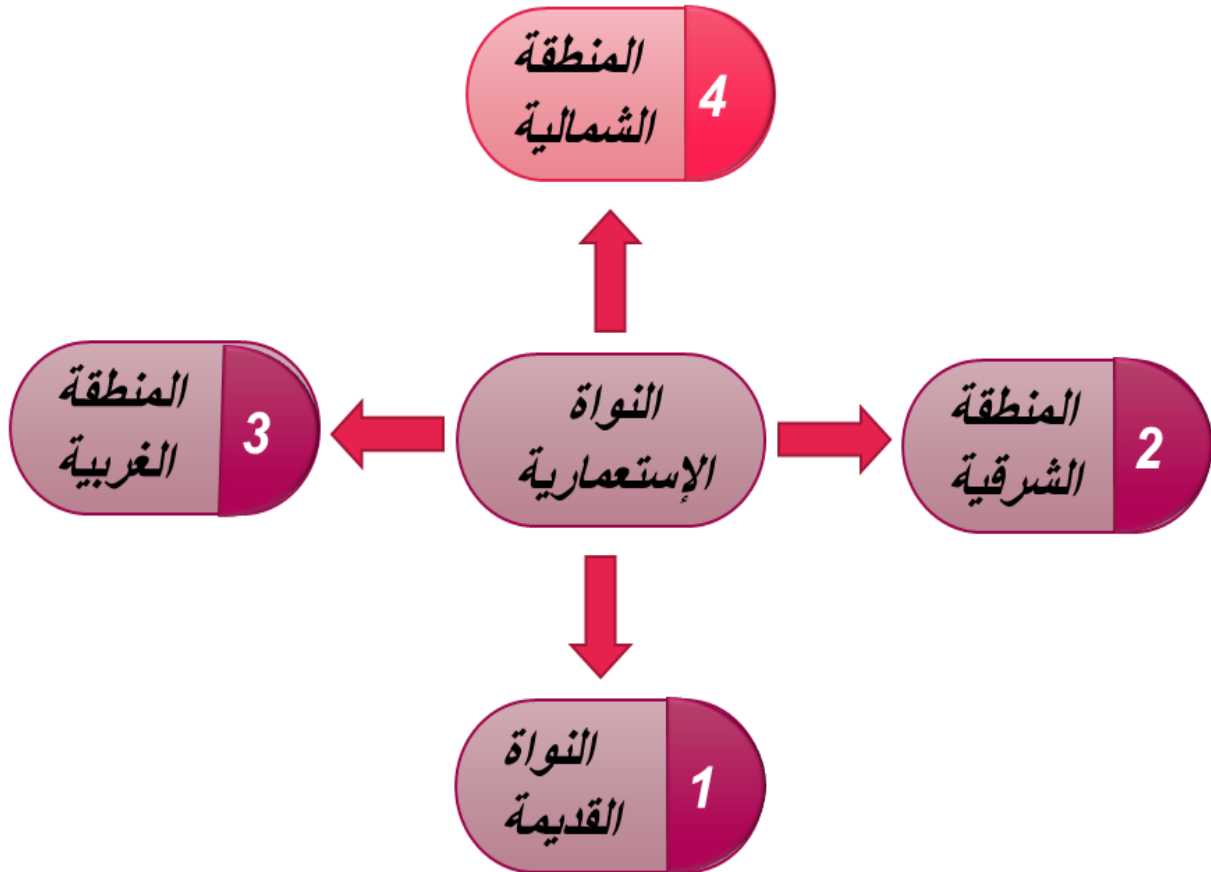 المنطقة
الشمالية
4
المنطقة
الغربية
3
النواة
الإستعمارية
المنطقة
الشرقية
2
النواة
القديمة
1